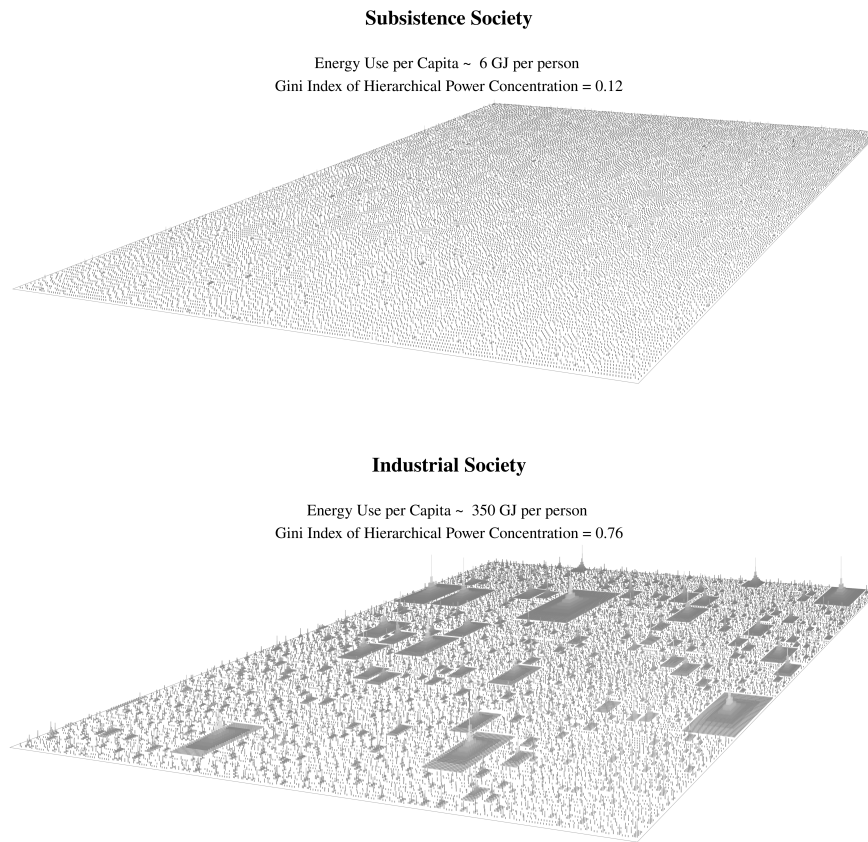 Subsistence Society
Energy Use per Capita ~ 6 GJ per person
Gini Index of Hierarchical Power Concentration = 0.12
Industrial Society
Energy Use per Capita ~ 350 GJ per person
Gini Index of Hierarchical Power Concentration = 0.76